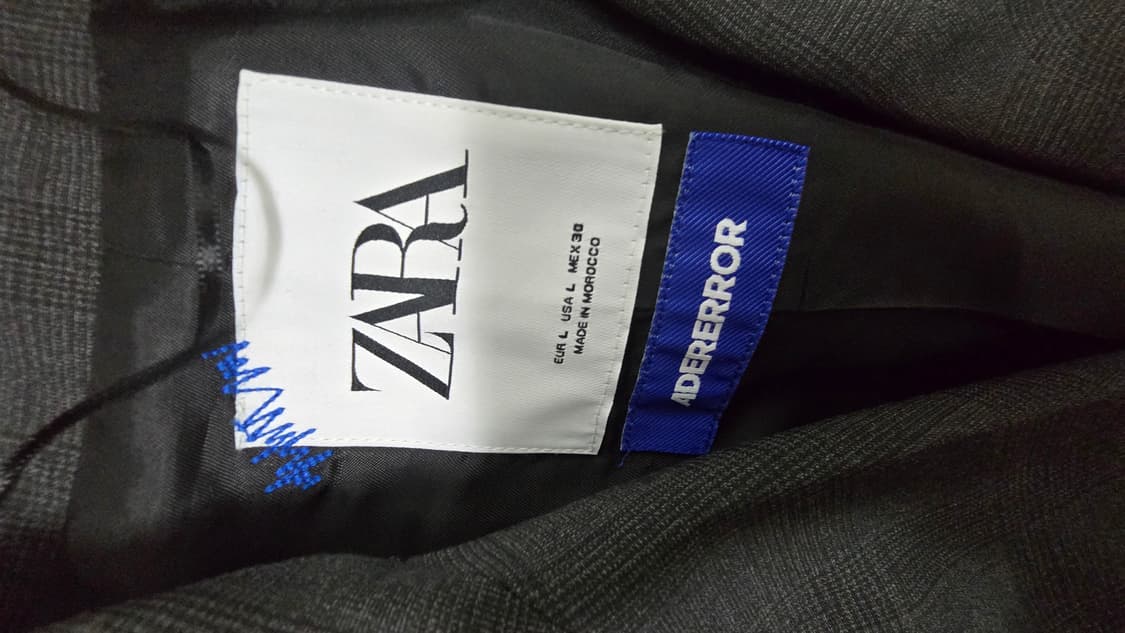 ZARA
EUR L USA L MEX 30
MADE IN MOROCCO
ADERERROR